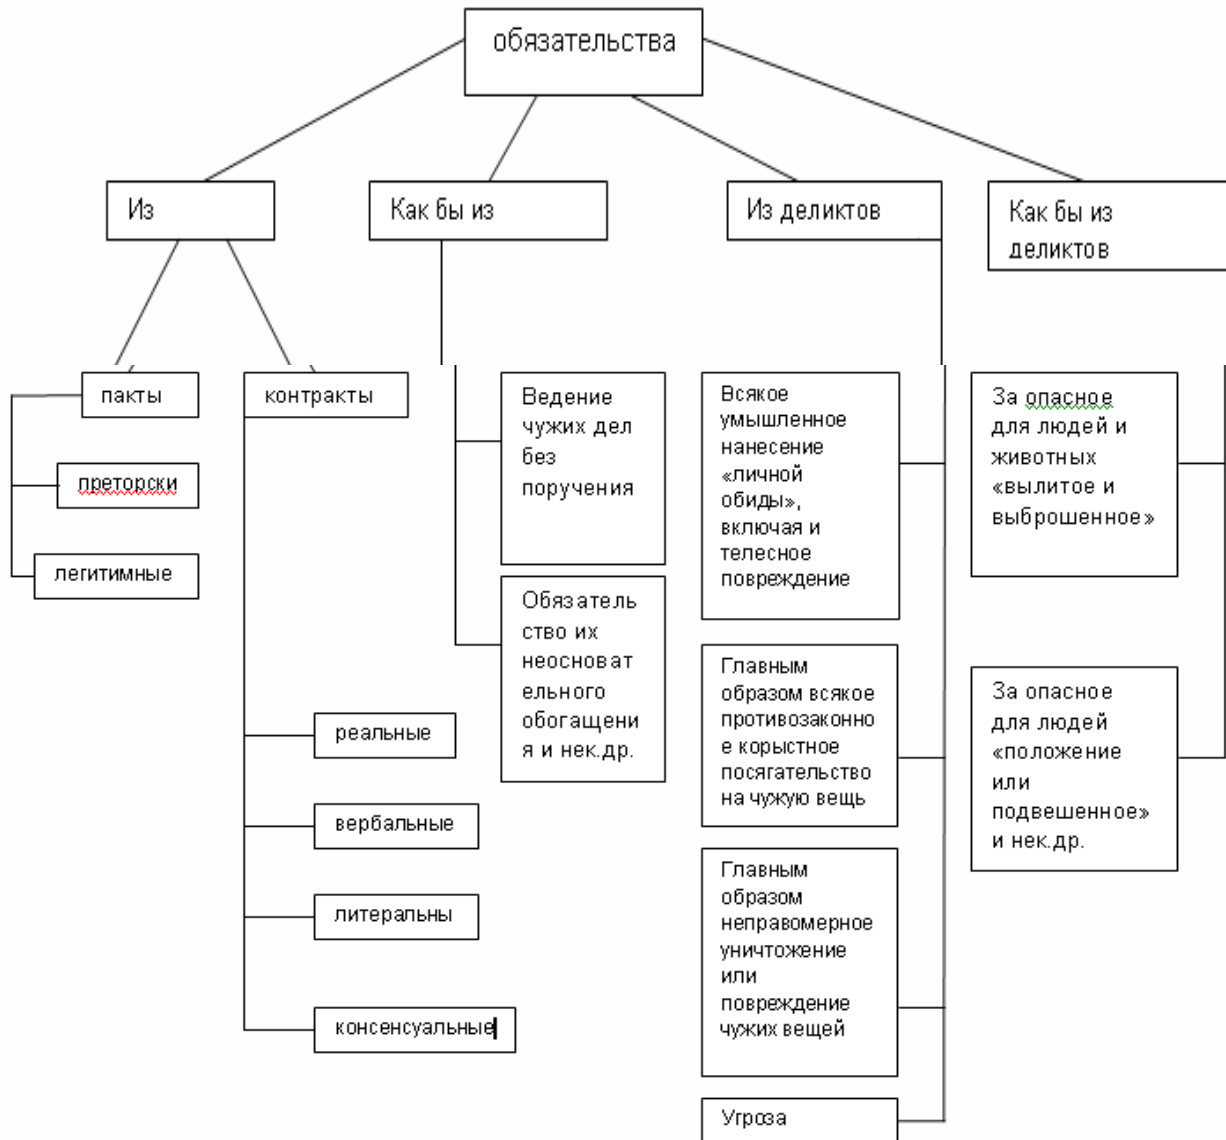 обязательства
Из
Как бы из
Из деликтов
Как бы из
деликтов
пакты
преторски
легитимные
контракты
реальные
вербальные
литеральны
консенсуальные
Ведение
чужих дел
без
поручения
Обязатель
ство их
неосноват
ельного
обогащени
я и нек.др.
Всякое
умышленное
нанесение
«личной
обиды»,
включая и
телесное
повреждение
Главным
образом всякое
противозаконно
е корыстное
посягательство
на чужую вещь
Главным
образом
неправомерное
уничтожение
или
повреждение
чужих вещей
Угроза
За опасное
для людей и
животных
«вылитое и
выброшенное»
За опасное
для людей
«положение
или
подвешенное»
и нек.др.